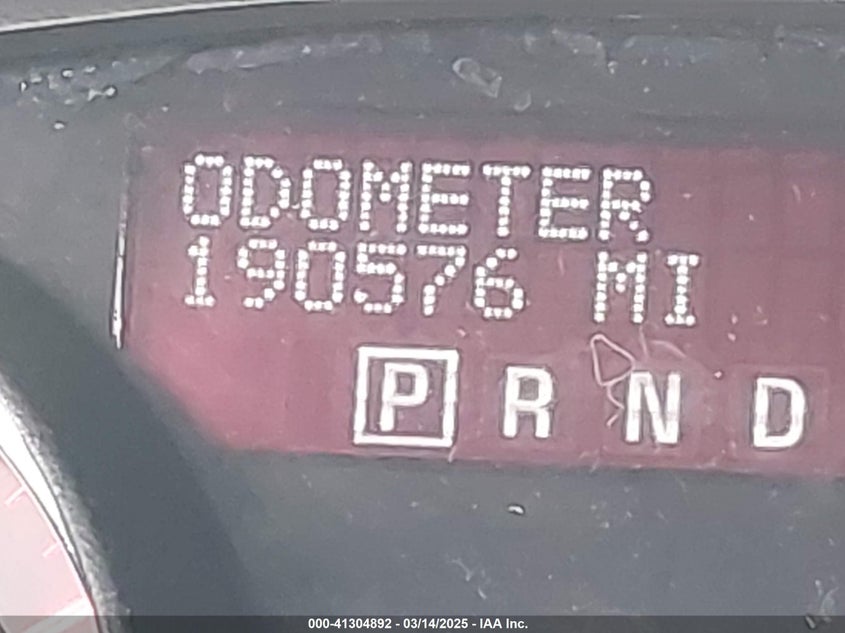 ODOMETER
190576 MI
P R N D
000-41304892 - 03/14/2025 - IAA Inc.